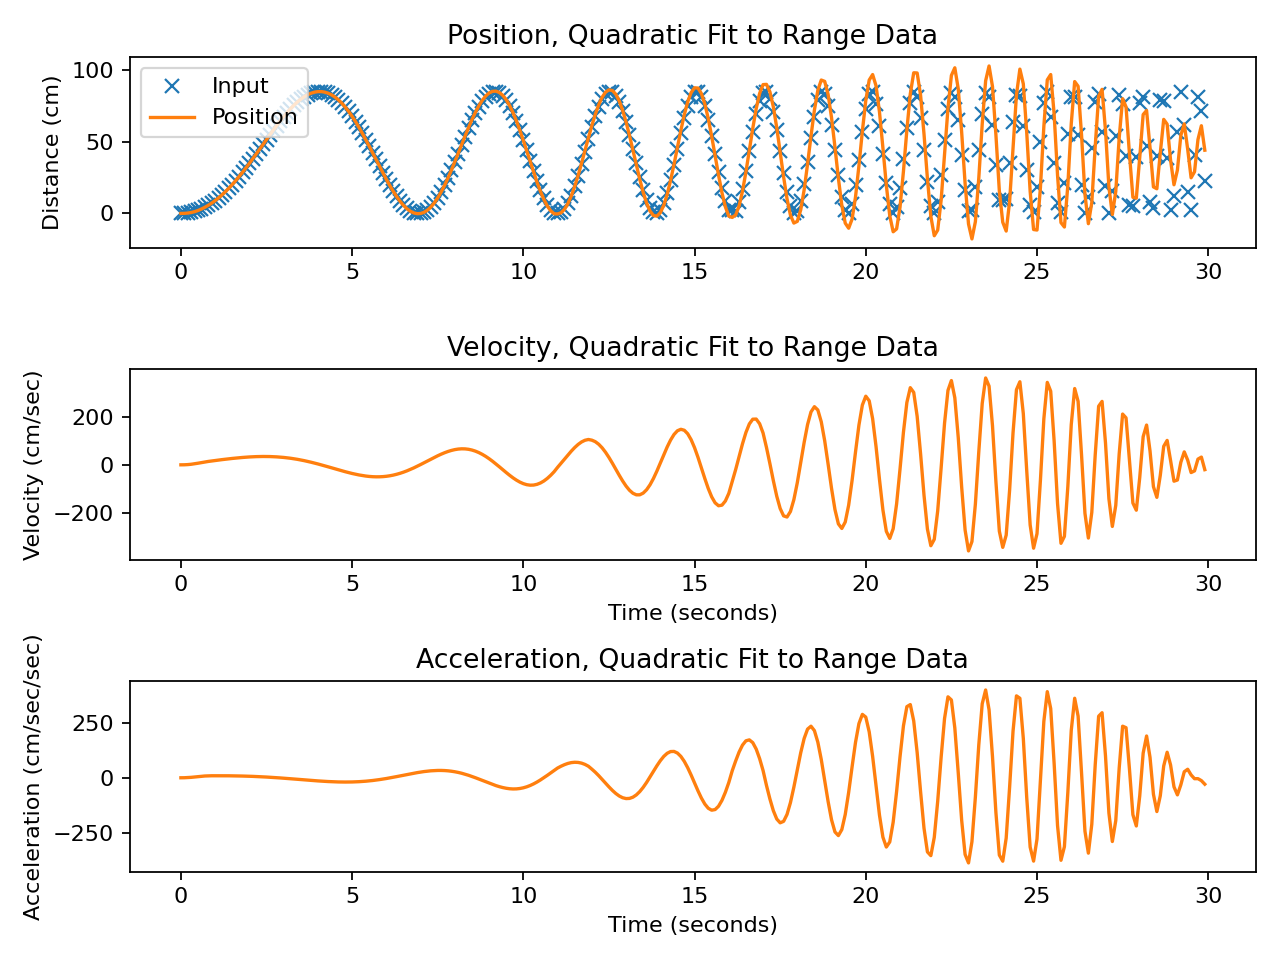 Position, Quadratic Fit to Range Data
Distance (cm)
100
50
0
Input
Position
0 5 10 15 20 25 30
Velocity, Quadratic Fit to Range Data
Velocity (cm/sec)
200
0
−200
0 5 10 15 20 25 30
Time (seconds)
Acceleration, Quadratic Fit to Range Data
Acceleration (cm/sec/sec)
250
0
−250
0 5 10 15 20 25 30
Time (seconds)